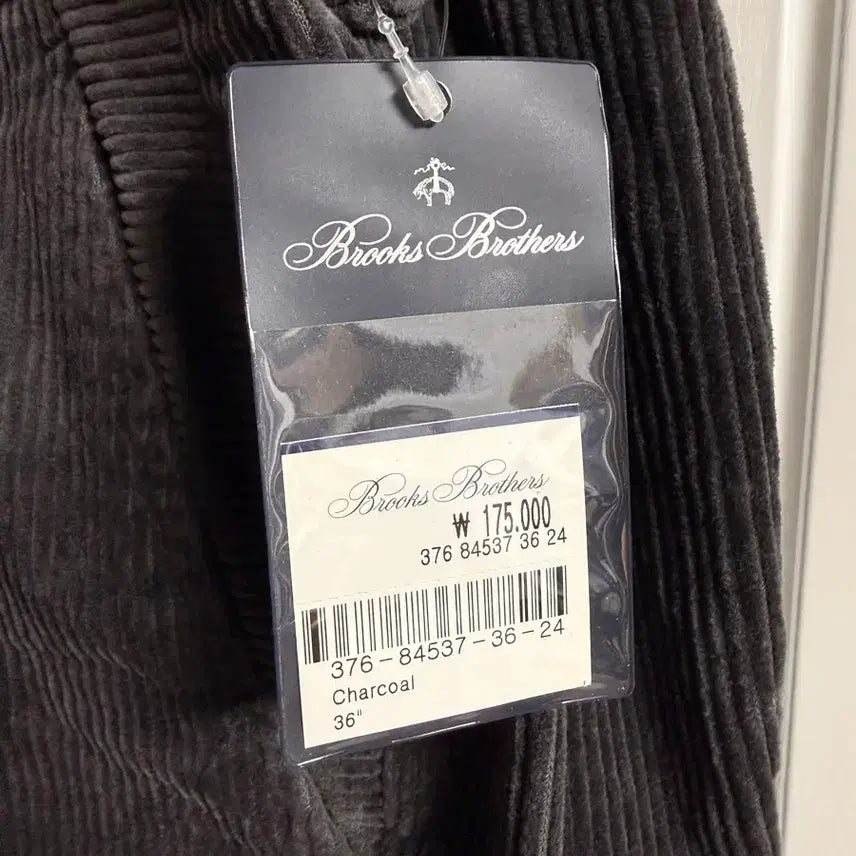 Brooks Brothers
Brooks Brothers
₩ 175.000
376 84537 36 24
376-84537-36-24
Charcoal
36"